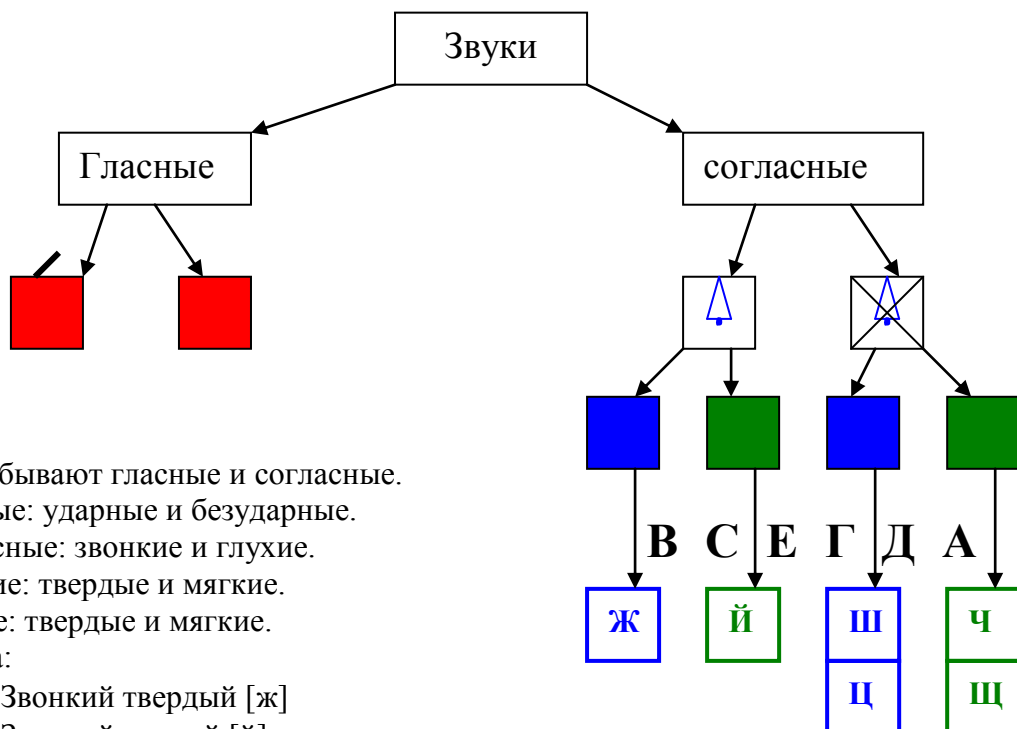 Звуки
Гласные согласные
бывают гласные и согласные.
ые: ударные и безударные.
сные: звонкие и глухие.
ие: твердые и мягкие.
е: твердые и мягкие.
а:
Звонкий твердый [ж]
В С Е Г Д А
Ж Й Ш Ч
Ц Щ